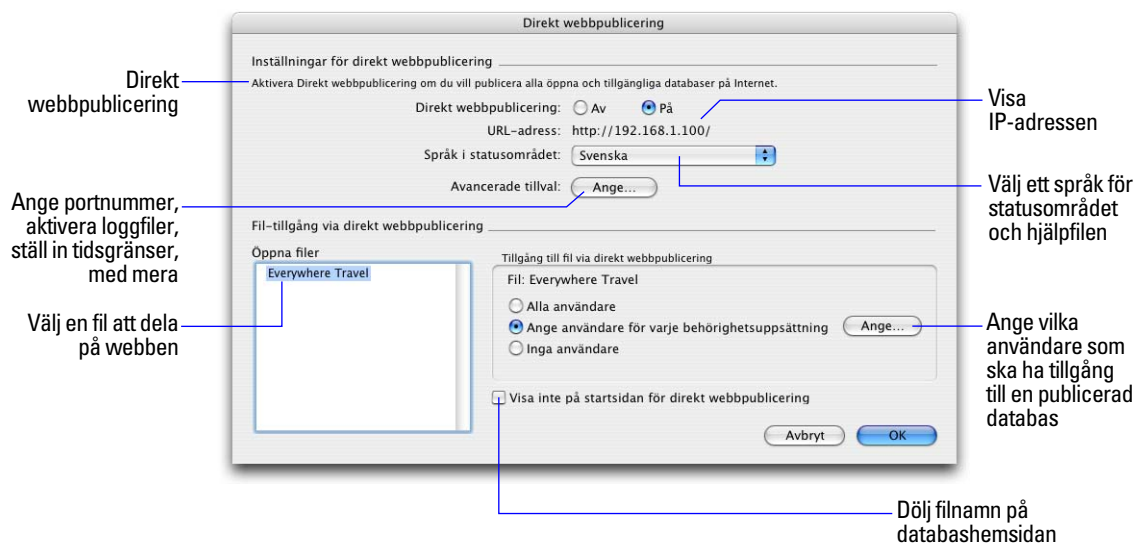 Direkt webbpublicering
Inställningar för direkt webbpublicering
Aktivera Direkt webbpublicering om du vill publicera alla öppna och tillgängliga databaser på Internet.
Direkt webbpublicering: Av På
URL-adress: http://192.168.1.100/
Språk i statusområdet: Svenska
Avancerade tillval: Ange...
Fil-tillgång via direkt webbpublicering
Öppna filer
Everywhere Travel
Tillgång till fil via direkt webbpublicering
Fil: Everywhere Travel
Alla användare
Ange användare för varje behörighetsuppsättning Ange...
Inga användare
Visa inte på startsidan för direkt webbpublicering
Avbryt OK
Direkt
webbpublicering
Ange portnummer,
aktivera loggfiler,
ställ in tidsgränser,
med mera
Välj en fil att dela
på webben
Visa
IP-adressen
Välj ett språk för
statusområdet
och hjälpfilen
Ange vilka
användare som
ska ha tillgång
till en publicerad
databas
Dölj filnamn på
databashemsidan